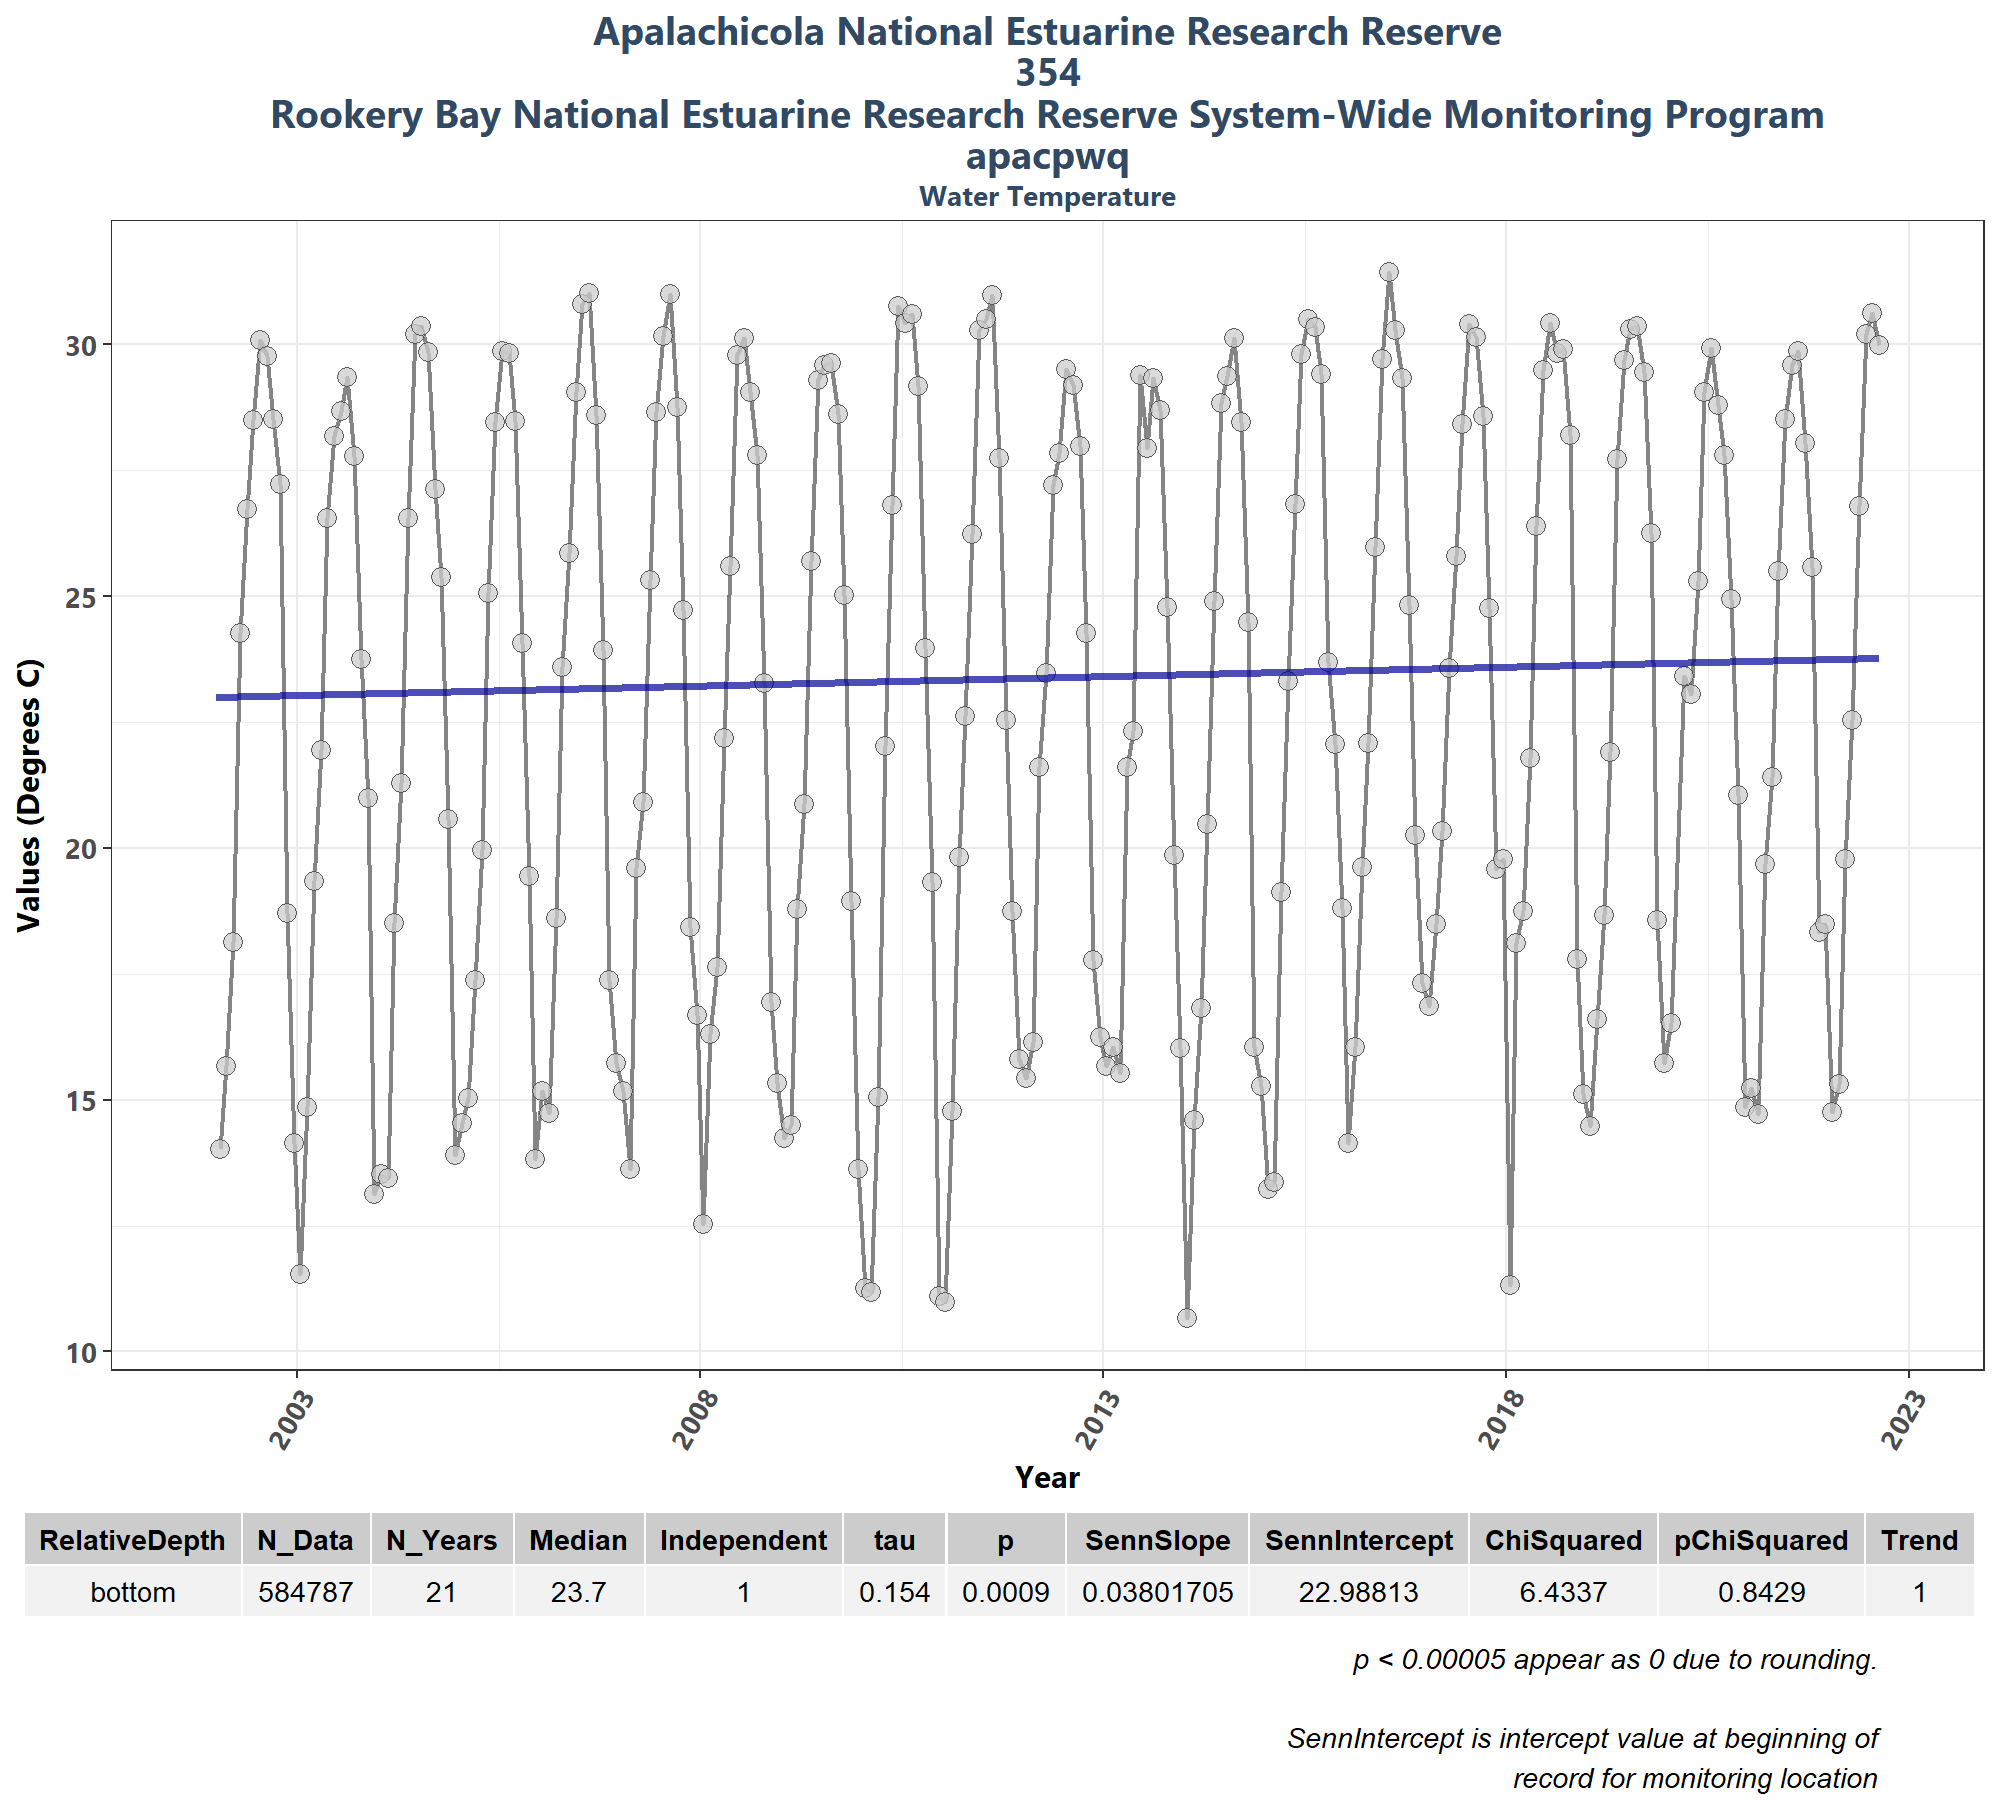 Apalachicola National Estuarine Research Reserve
354
Rookery Bay National Estuarine Research Reserve System-Wide Monitoring Program
apacpwq
Water Temperature
Values (Degrees C)
30
25
20
15
10
2003 2008 2013 2018 2023
Year
RelativeDepth N_Data N_Years Median Independent tau p SennSlope SennIntercept ChiSquared pChiSquared Trend
bottom 584787 21 23.7 1 0.154 0.0009 0.03801705 22.98813 6.4337 0.8429 1
p < 0.00005 appear as 0 due to rounding.
SennIntercept is intercept value at beginning of
record for monitoring location